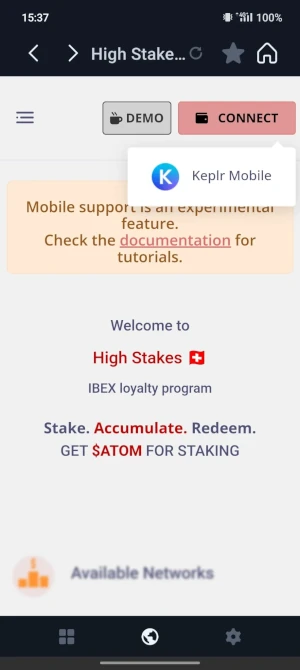 15:37
100%
High Stake...
DEMO
CONNECT
Keplr Mobile
Mobile support is an experimental
feature.
Check the documentation for
tutorials.
Welcome to
High Stakes
IBEX loyalty program
Stake. Accumulate. Redeem.
GET $ATOM FOR STAKING
Available Networks